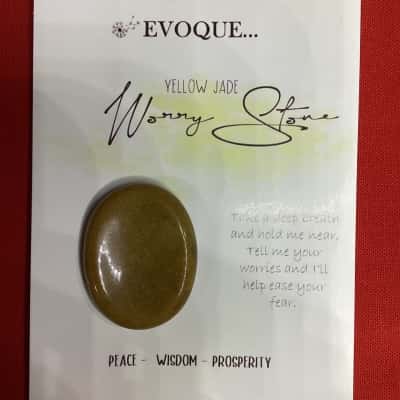 EVOQUE...
YELLOW JADE
Worry Stone
Take a deep breath
and hold me near.
Tell me your
worries and I'll
help ease your
fear.
PEACE - WISDOM - PROSPERITY